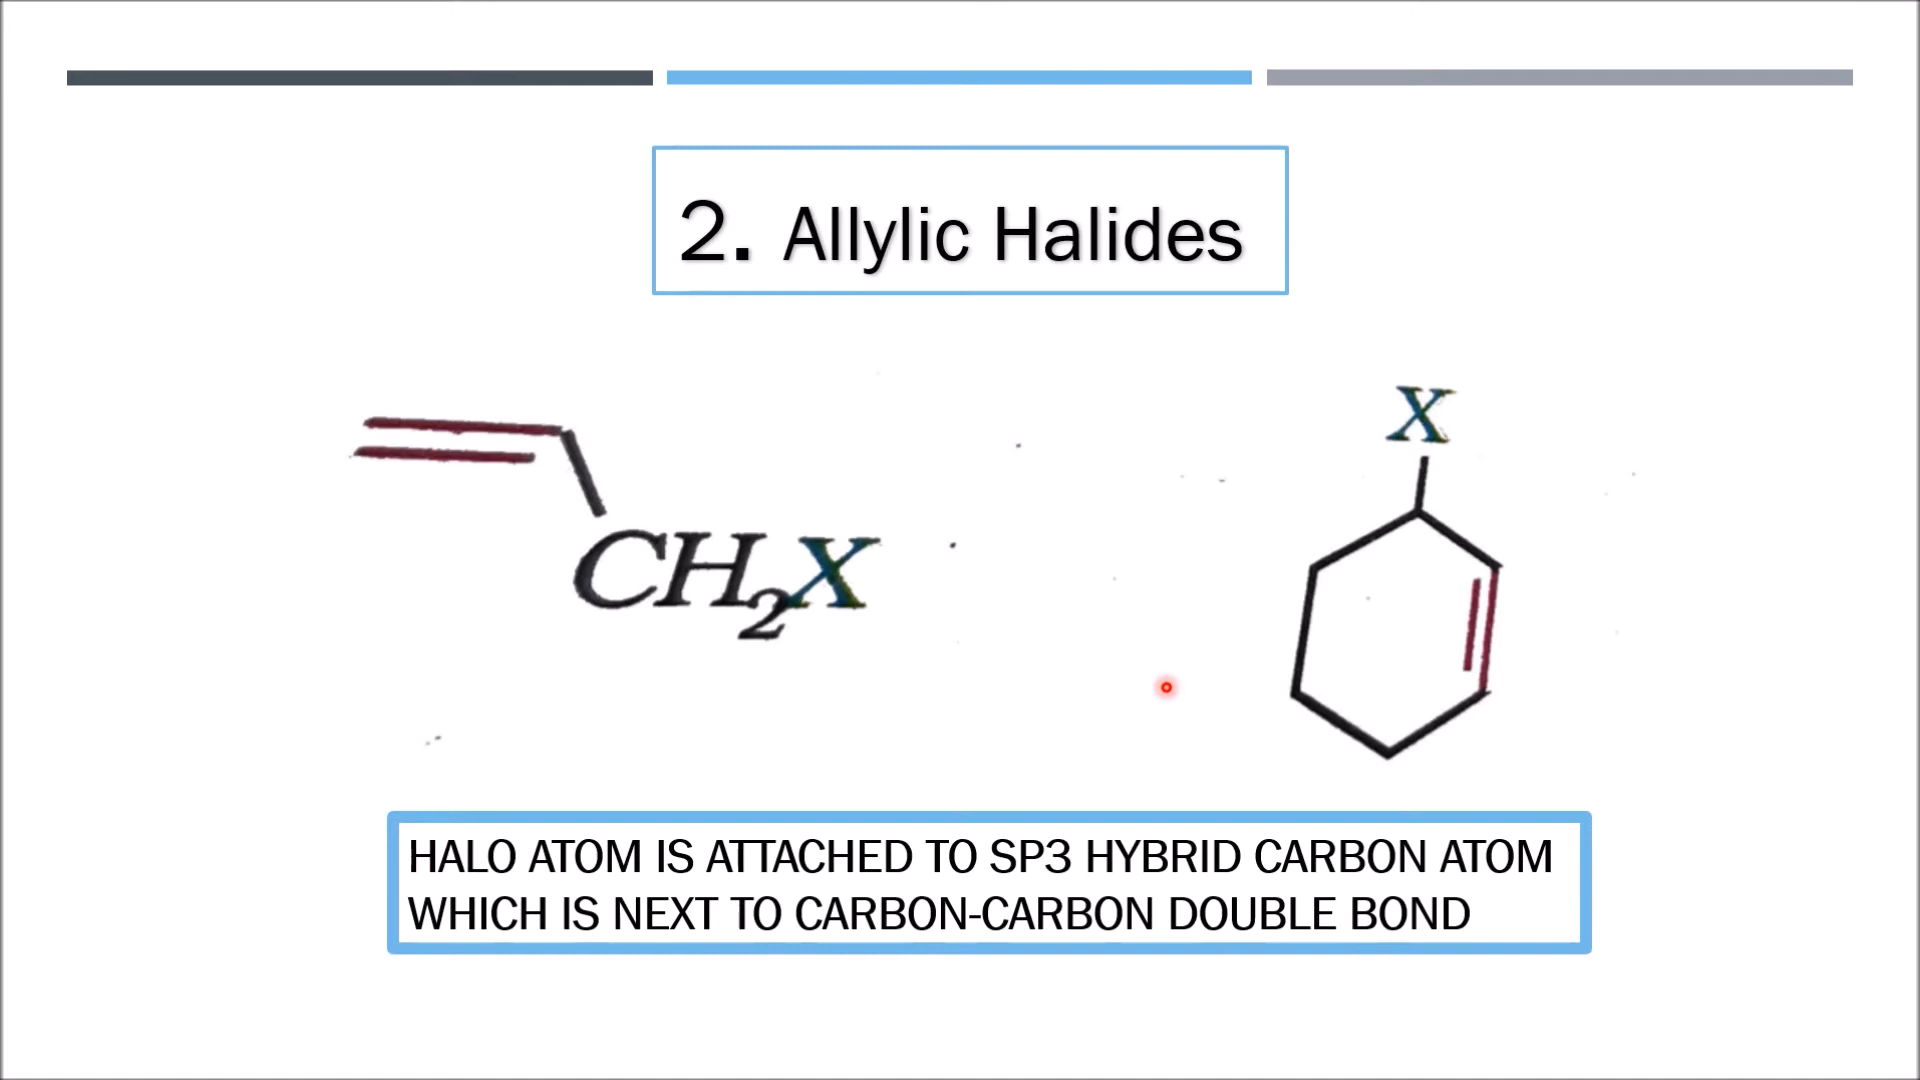 2. Allylic Halides
X
CH2X
HALO ATOM IS ATTACHED TO SP3 HYBRID CARBON ATOM
WHICH IS NEXT TO CARBON-CARBON DOUBLE BOND